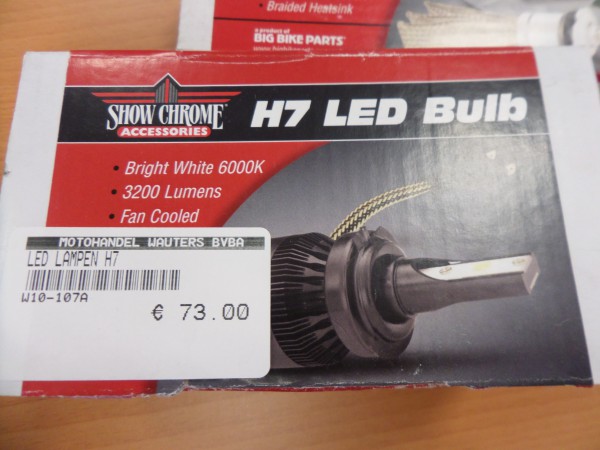 • Braided Heatsink
a product of
BIG BIKE PARTS®
SHOW CHROME®
ACCESSORIES
H7 LED Bulb
• Bright White 6000K
• 3200 Lumens
• Fan Cooled
MOTOHANDEL WAUTERS BVBA
LED LAMPEN H7
W10-107A
€ 73.00